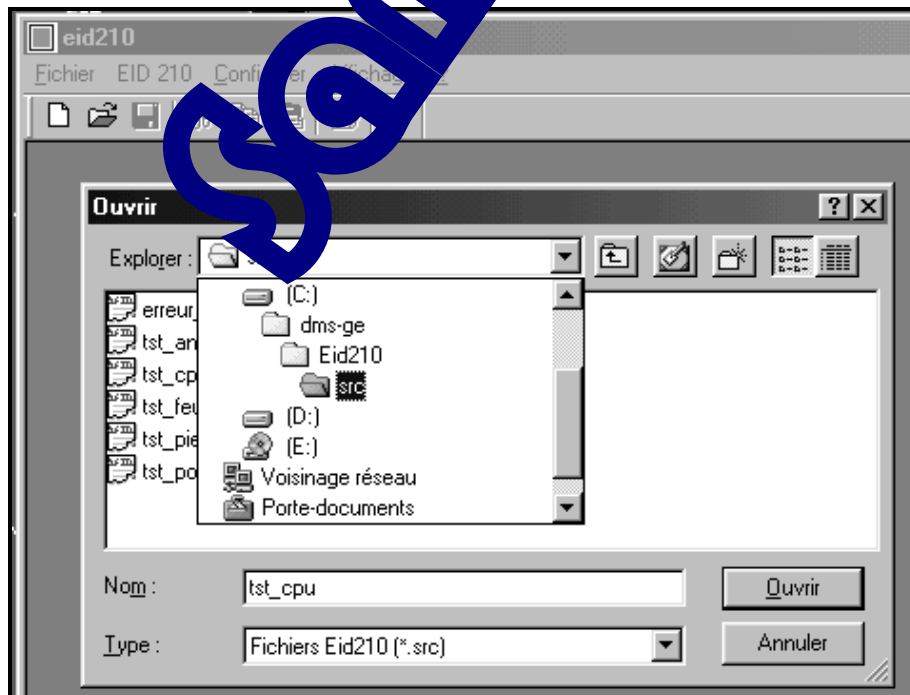 eid210
Fichier EID 210
Ouvrir
Explorer :
(C:)
erreur_
dms-ge
tst_an
Eid210
tst_cp
src
tst_feu
(D:)
tst_pie
(E:)
tst_po
Voisinage réseau
Porte-documents
Nom : tst_cpu Ouvrir
Type : Fichiers Eid210 (*.src) Annuler